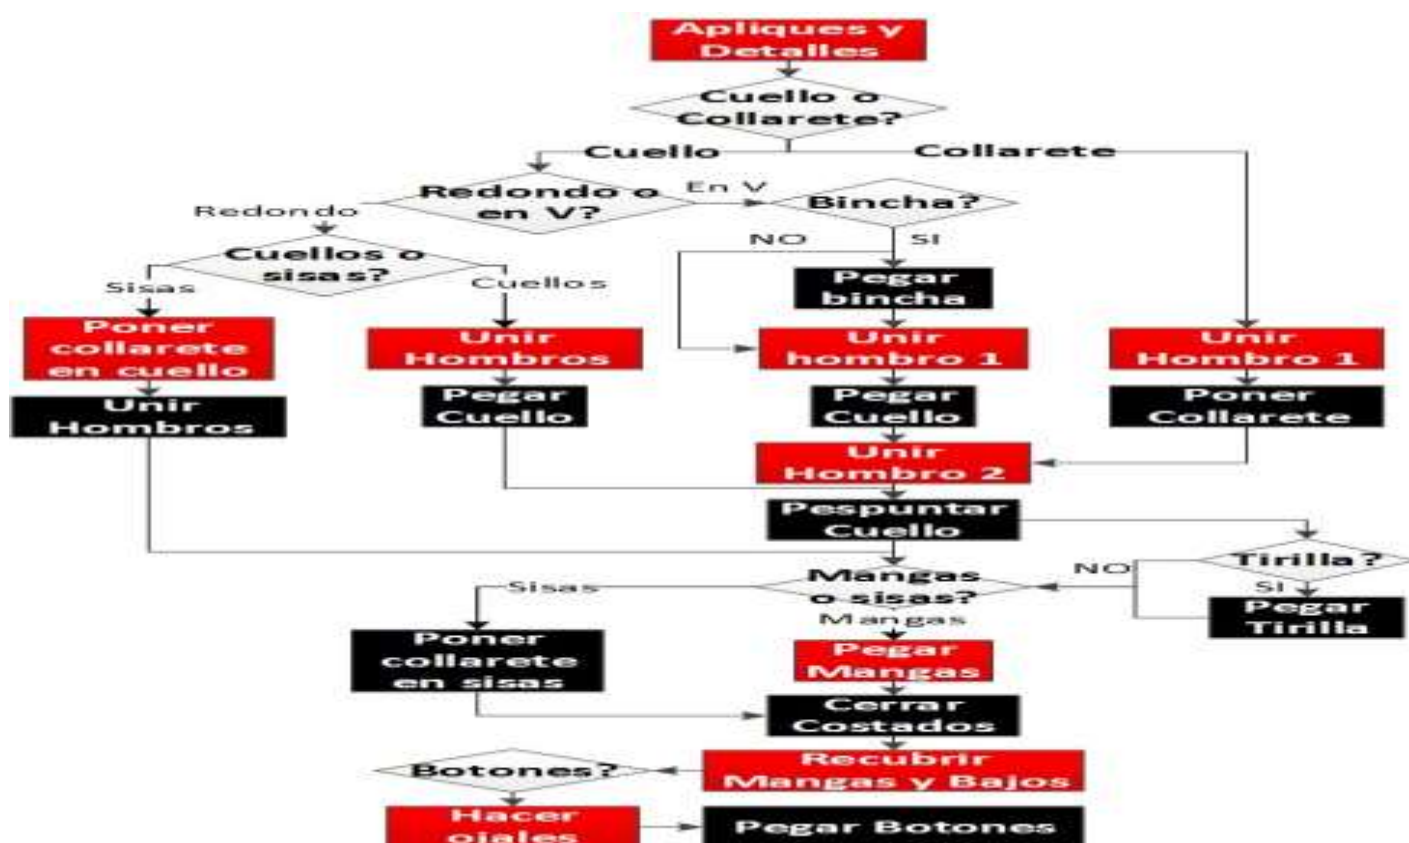 Apliques y
Detalles
Cuello o
Collarete?
Cuello
Collarete
Redondo o
en V?
En V
Bincha?
Redondo
NO
SI
Cuellos o
sisas?
Sisas
Cuellos
Pegar
bincha
Poner
collarete
en cuello
Unir
Hombros
Unir
hombro 1
Unir
Hombro 1
Unir
Hombros
Pegar
Cuello
Pegar
Cuello
Poner
Collarete
Unir
Hombro 2
Pespuntar
Cuello
Tirilla?
NO
SI
Pegar
Tirilla
Mangas
o sisas?
Sisas
Mangas
Poner
collarete
en sisas
Pegar
Mangas
Cerrar
Costados
Recubrir
Mangas y Bajos
Botones?
Hacer
ojales
Pegar Botones